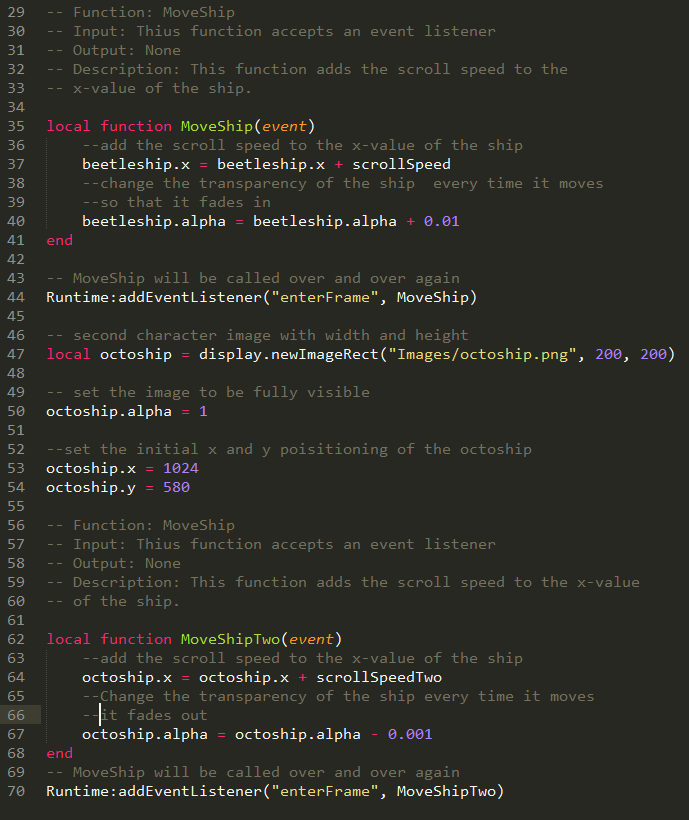 29 -- Function: MoveShip
30 -- Input: Thius function accepts an event listener
31 -- Output: None
32 -- Description: This function adds the scroll speed to the
33 -- x-value of the ship.
34
35 local function MoveShip(event)
36     --add the scroll speed to the x-value of the ship
37     beetleship.x = beetleship.x + scrollSpeed
38     --change the transparency of the ship  every time it moves
39     --so that it fades in
40     beetleship.alpha = beetleship.alpha + 0.01
41 end
42
43 -- MoveShip will be called over and over again
44 Runtime:addEventListener("enterFrame", MoveShip)
45
46 -- second character image with width and height
47 local octoship = display.newImageRect("Images/octoship.png", 200, 200)
48
49 -- set the image to be fully visible
50 octoship.alpha = 1
51
52 --set the initial x and y poisitioning of the octoship
53 octoship.x = 1024
54 octoship.y = 580
55
56 -- Function: MoveShip
57 -- Input: Thius function accepts an event listener
58 -- Output: None
59 -- Description: This function adds the scroll speed to the x-value
60 -- of the ship.
61
62 local function MoveShipTwo(event)
63     --add the scroll speed to the x-value of the ship
64     octoship.x = octoship.x + scrollSpeedTwo
65     --Change the transparency of the ship every time it moves
66     --it fades out
67     octoship.alpha = octoship.alpha - 0.001
68 end
69 -- MoveShip will be called over and over again
70 Runtime:addEventListener("enterFrame", MoveShipTwo)